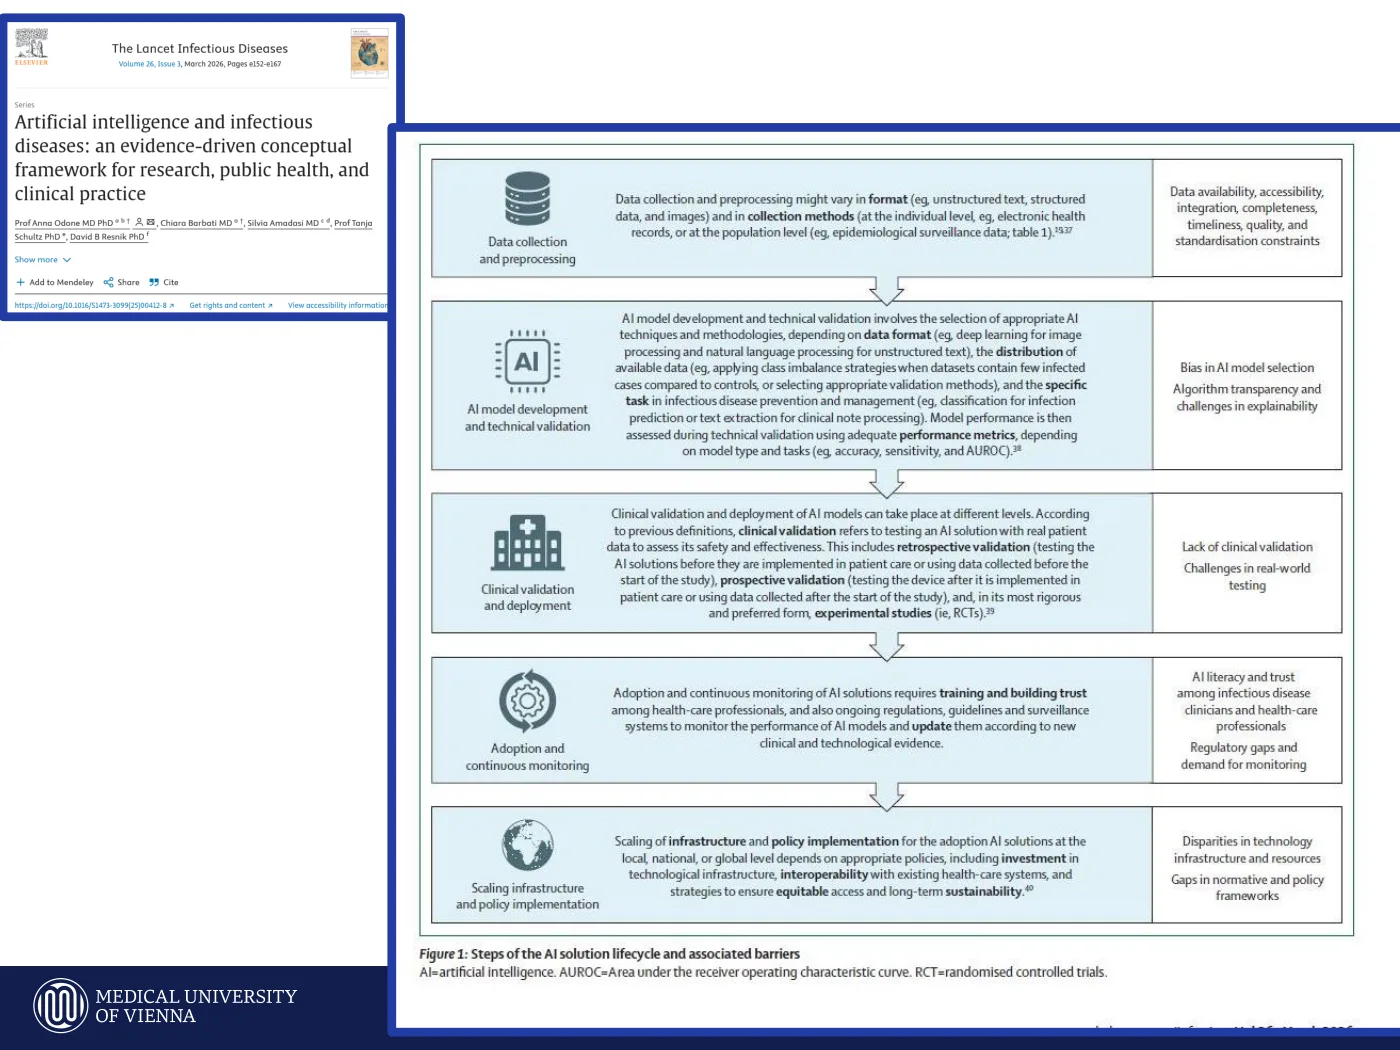 ELSEVIER
The Lancet Infectious Diseases
Volume 26, Issue 3, March 2026, Pages e152-e167
Series
Artificial intelligence and infectious
diseases: an evidence-driven conceptual
framework for research, public health, and
clinical practice
Prof Anna Odone MD PhD a b †, Chiara Barbati MD a †, Silvia Amadasi MD c d, Prof Tanja
Schultz PhD e, David B Resnik PhD f
Show more
Add to Mendeley Share Cite
https://doi.org/10.1016/S1473-3099(25)00412-8 Get rights and content View accessibility information
Data collection
and preprocessing
Data collection and preprocessing might vary in format (eg, unstructured text, structured
data, and images) and in collection methods (at the individual level, eg, electronic health
records, or at the population level (eg, epidemiological surveillance data; table 1).19,37
Data availability, accessibility,
integration, completeness,
timeliness, quality, and
standardisation constraints
AI
AI model development
and technical validation
AI model development and technical validation involves the selection of appropriate AI
techniques and methodologies, depending on data format (eg, deep learning for image
processing and natural language processing for unstructured text), the distribution of
available data (eg, applying class imbalance strategies when datasets contain few infected
cases compared to controls, or selecting appropriate validation methods), and the specific
task in infectious disease prevention and management (eg, classification for infection
prediction or text extraction for clinical note processing). Model performance is then
assessed during technical validation using adequate performance metrics, depending
on model type and tasks (eg, accuracy, sensitivity, and AUROC).38
Bias in AI model selection
Algorithm transparency and
challenges in explainability
Clinical validation
and deployment
Clinical validation and deployment of AI models can take place at different levels. According
to previous definitions, clinical validation refers to testing an AI solution with real patient
data to assess its safety and effectiveness. This includes retrospective validation (testing the
AI solutions before they are implemented in patient care or using data collected before the
start of the study), prospective validation (testing the device after it is implemented in
patient care or using data collected after the start of the study), and, in its most rigorous
and preferred form, experimental studies (ie, RCTs).39
Lack of clinical validation
Challenges in real-world
testing
Adoption and
continuous monitoring
Adoption and continuous monitoring of AI solutions requires training and building trust
among health-care professionals, and also ongoing regulations, guidelines and surveillance
systems to monitor the performance of AI models and update them according to new
clinical and technological evidence.
AI literacy and trust
among infectious disease
clinicians and health-care
professionals
Regulatory gaps and
demand for monitoring
Scaling infrastructure
and policy implementation
Scaling of infrastructure and policy implementation for the adoption AI solutions at the
local, national, or global level depends on appropriate policies, including investment in
technological infrastructure, interoperability with existing health-care systems, and
strategies to ensure equitable access and long-term sustainability.40
Disparities in technology
infrastructure and resources
Gaps in normative and policy
frameworks
Figure 1: Steps of the AI solution lifecycle and associated barriers
AI=artificial intelligence. AUROC=Area under the receiver operating characteristic curve. RCT=randomised controlled trials.
MEDICAL UNIVERSITY
OF VIENNA